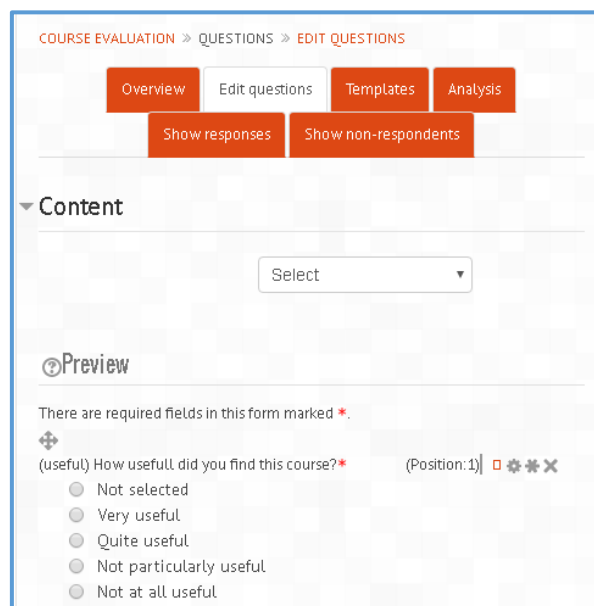 COURSE EVALUATION » QUESTIONS » EDIT QUESTIONS
Overview Edit questions Templates Analysis
Show responses Show non-respondents
Content
Select
Preview
There are required fields in this form marked *.
(useful) How usefull did you find this course?* (Position:1)
Not selected
Very useful
Quite useful
Not particularly useful
Not at all useful